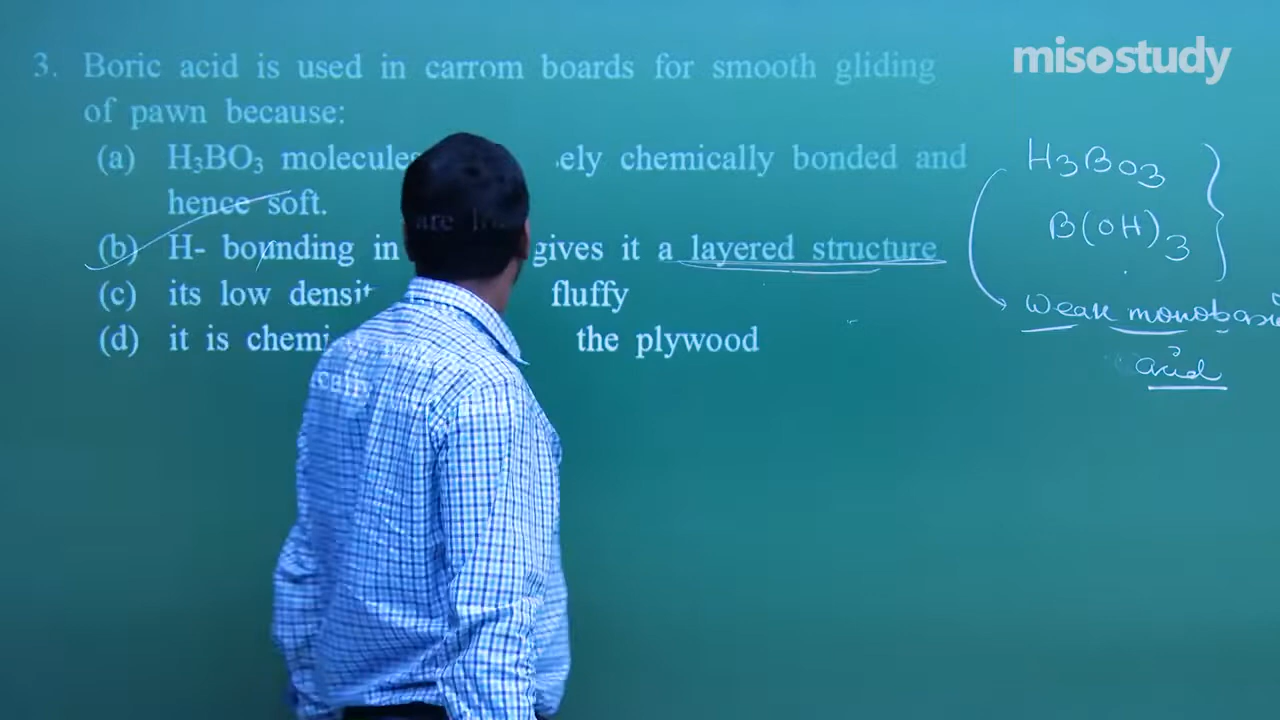 misostudy
3. Boric acid is used in carrom boards for smooth gliding
of pawn because:
(a) H₃BO₃ molecules are ely chemically bonded and
hence soft.
(b) H- bounding in gives it a layered structure
(c) its low densit fluffy
(d) it is chemi the plywood
H3BO3
B(OH)3
weak monobasi
acid